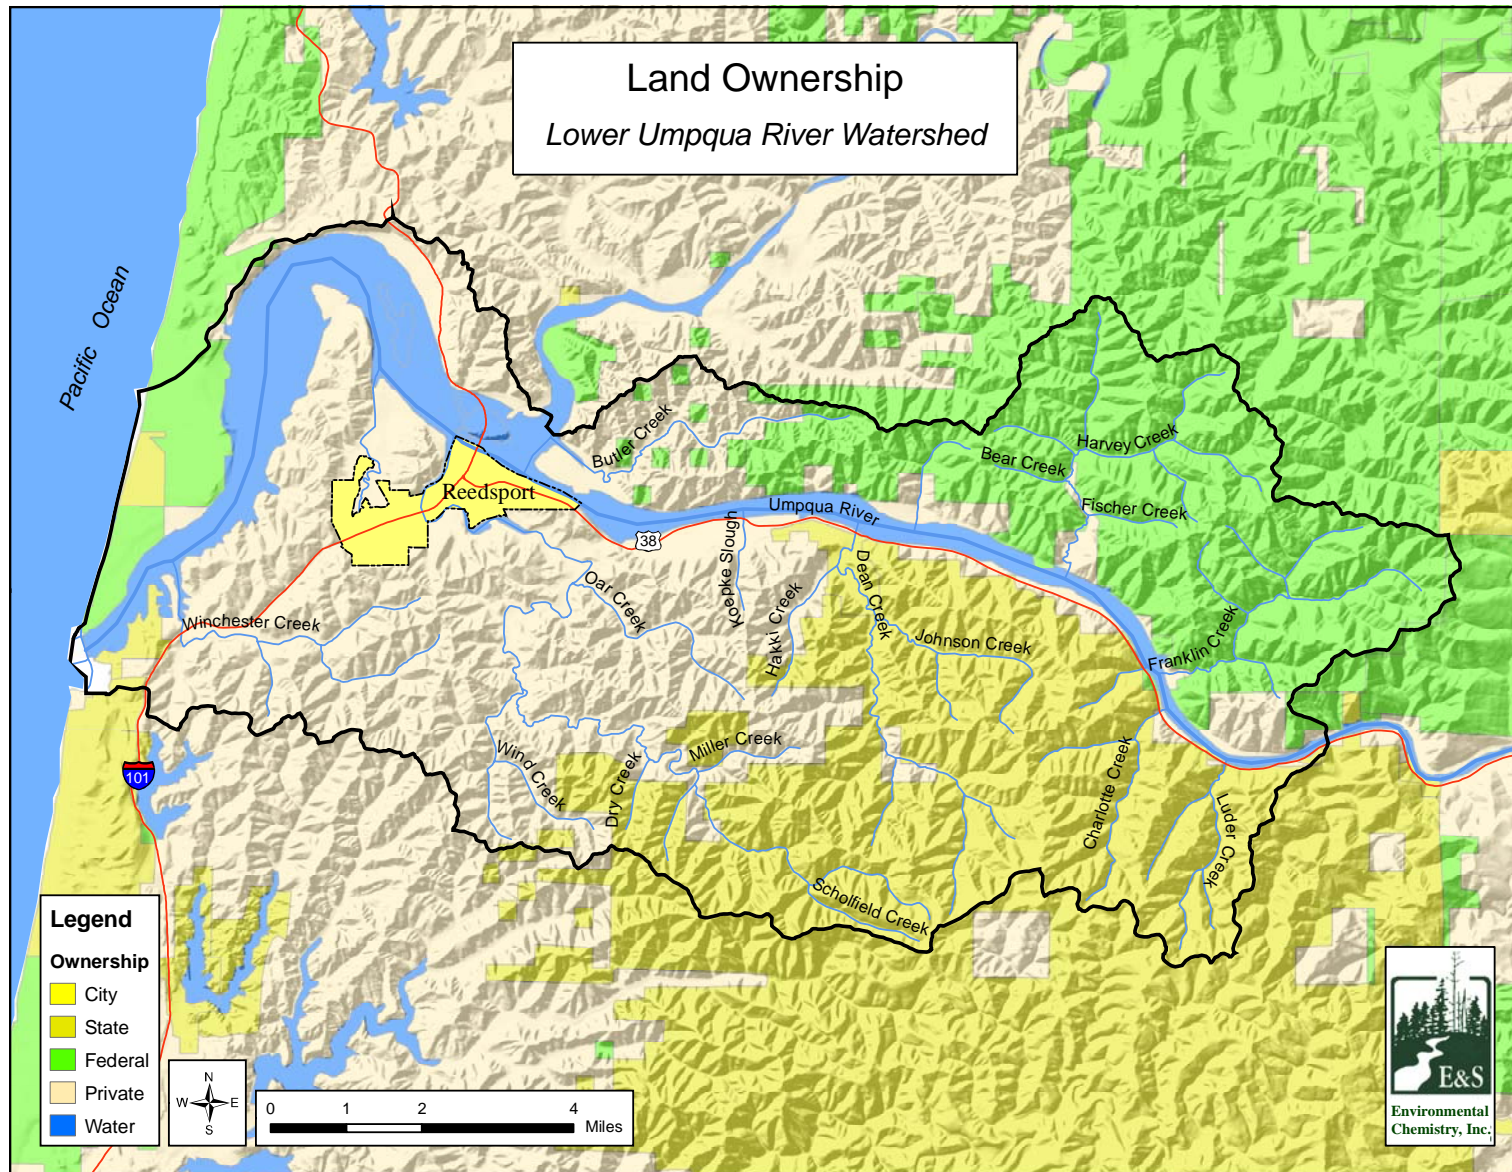 Land Ownership
Lower Umpqua River Watershed
Pacific Ocean
Butler Creek
Harvey Creek
Bear Creek
Reedsport
Umpqua River
Fischer Creek
38
Koepke Slough
Dean Creek
Oar Creek
Hakki Creek
Winchester Creek
Johnson Creek
Franklin Creek
Miller Creek
Wind Creek
Dry Creek
Charlotte Creek
101
Luder Creek
Scholfield Creek
Legend
Ownership
City
State
Federal
Private
Water
N
W E
S
0 1 2 4
Miles
E&S
Environmental
Chemistry, Inc.